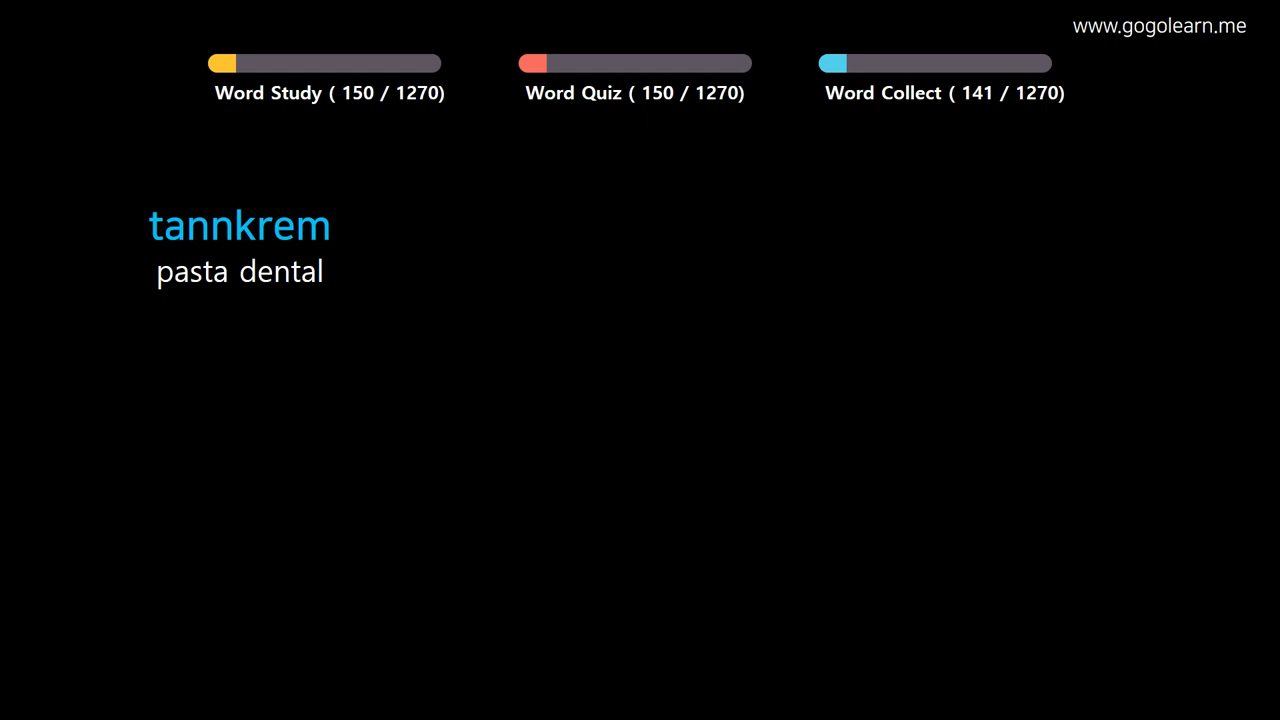 www.gogolearn.me
Word Study ( 150 / 1270)
Word Quiz ( 150 / 1270)
Word Collect ( 141 / 1270)
tannkrem
pasta dental